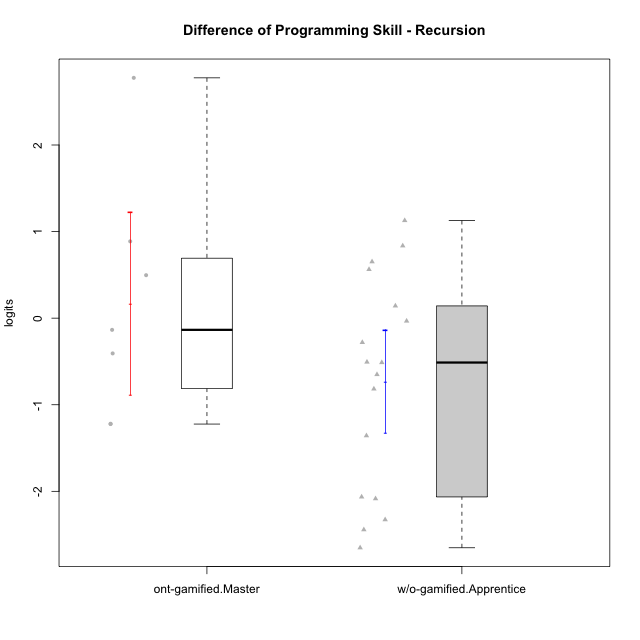 Difference of Programming Skill - Recursion
logits
2
1
0
-1
-2
ont-gamified.Master
w/o-gamified.Apprentice